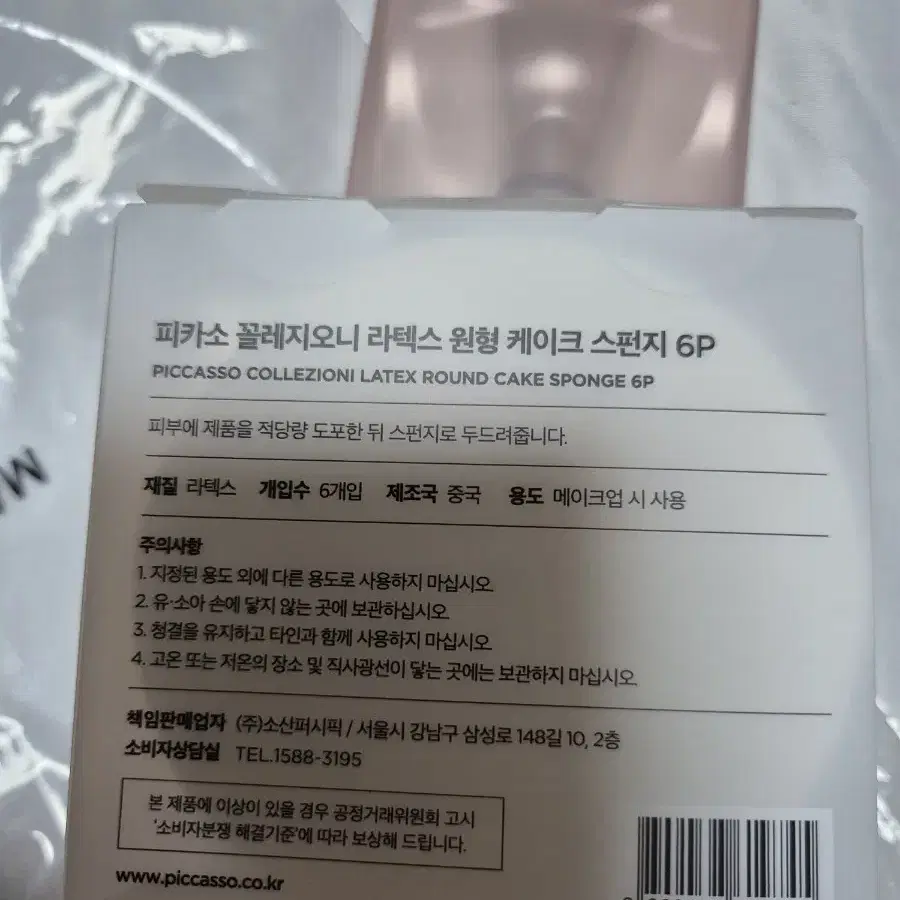 피카소 꼴레지오니 라텍스 원형 케이크 스펀지 6P
PICCASSO COLLEZIONI LATEX ROUND CAKE SPONGE 6P
피부에 제품을 적당량 도포한 뒤 스펀지로 두드려줍니다.
재질 라텍스 개입수 6개입 제조국 중국 용도 메이크업 시 사용
주의사항
1. 지정된 용도 외에 다른 용도로 사용하지 마십시오.
2. 유·소아 손에 닿지 않는 곳에 보관하십시오.
3. 청결을 유지하고 타인과 함께 사용하지 마십시오.
4. 고온 또는 저온의 장소 및 직사광선이 닿는 곳에는 보관하지 마십시오.
책임판매업자 (주)소산퍼시픽 / 서울시 강남구 삼성로 148길 10, 2층
소비자상담실 TEL.1588-3195
본 제품에 이상이 있을 경우 공정거래위원회 고시
'소비자분쟁 해결기준'에 따라 보상해 드립니다.
www.piccasso.co.kr